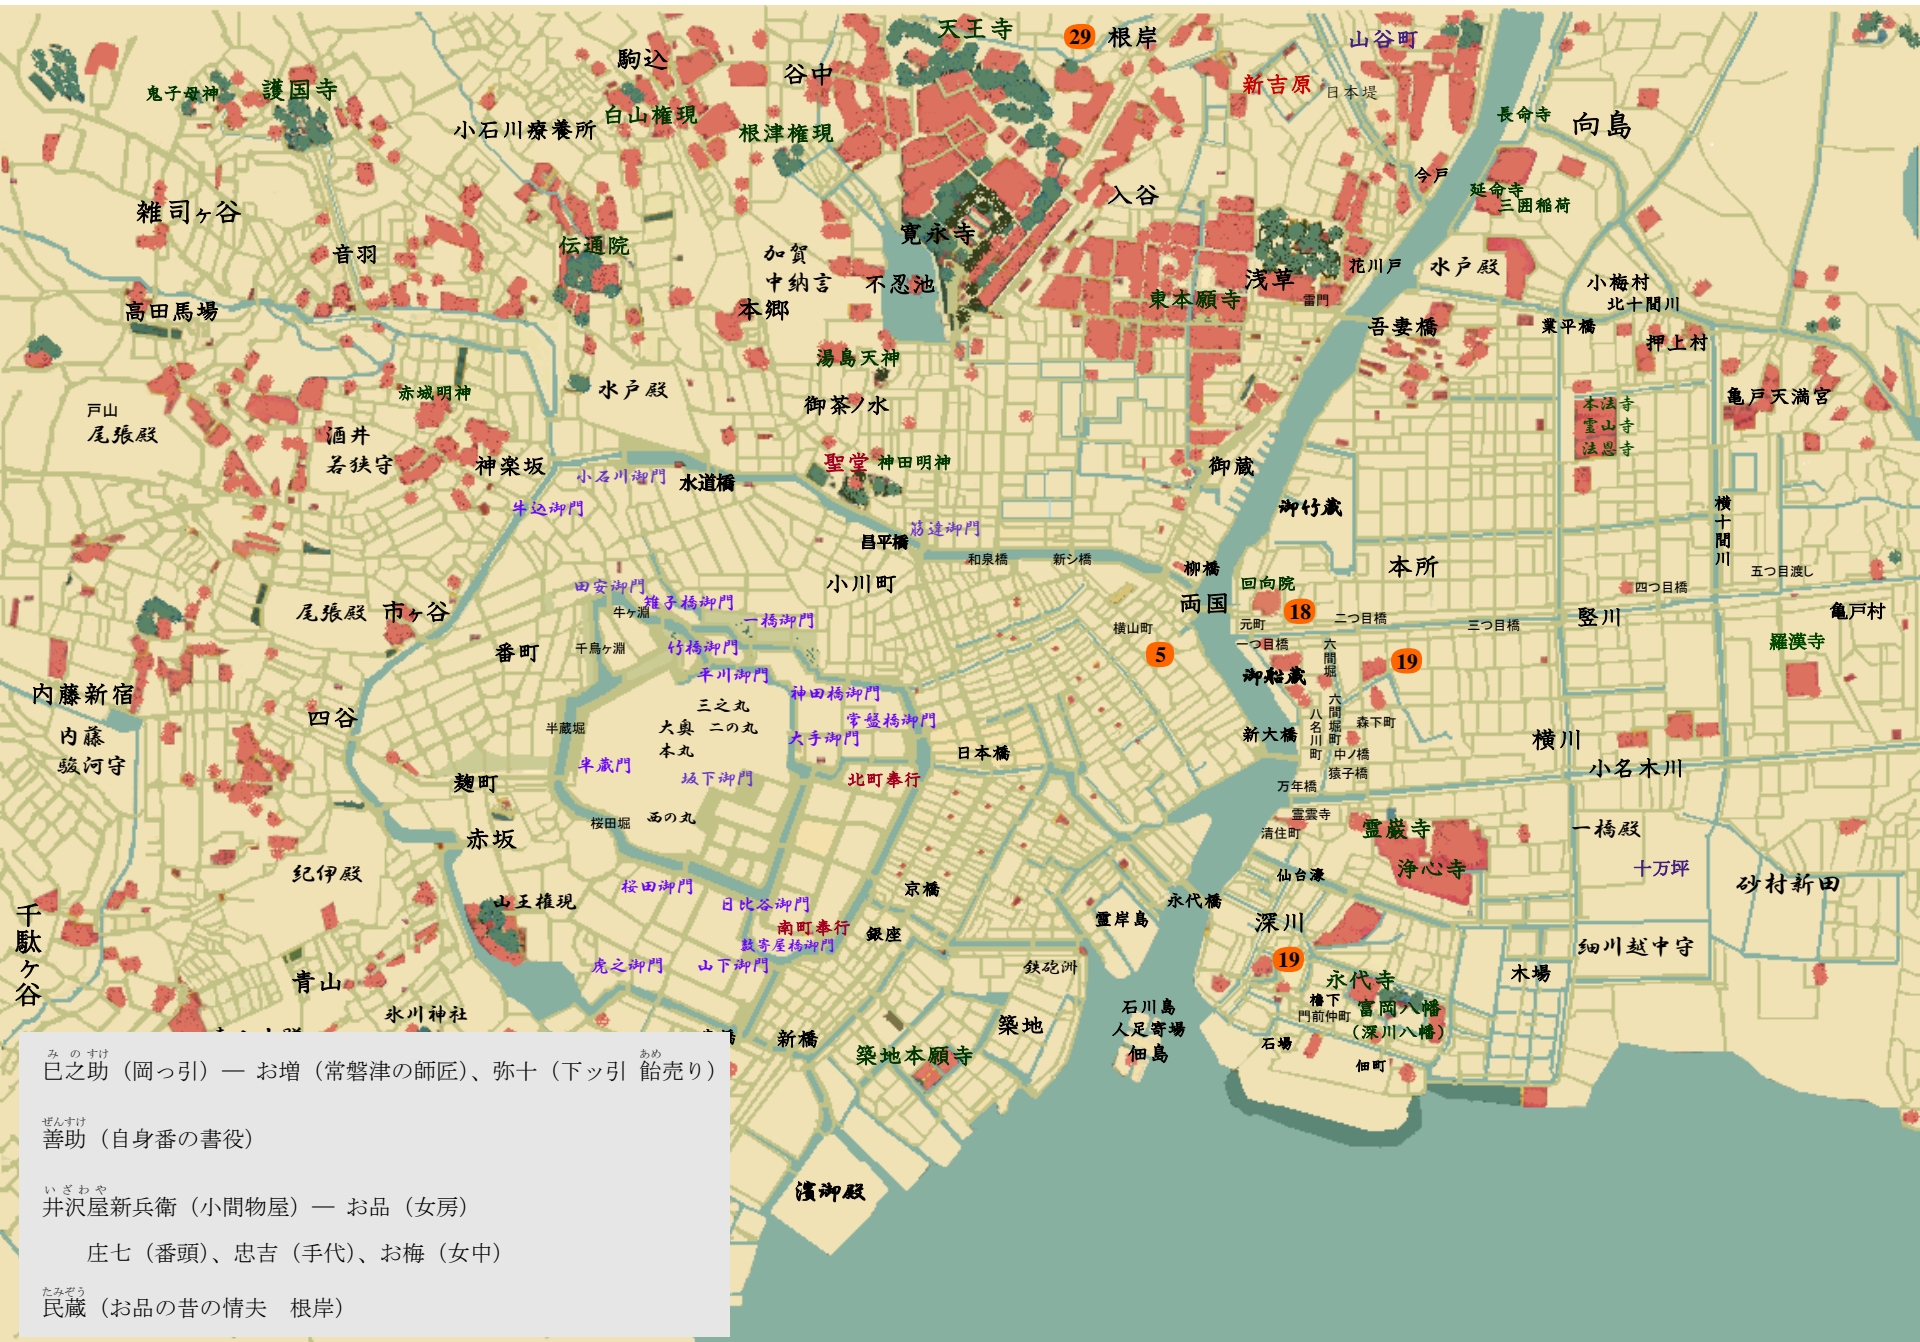 天王寺
29
根岸
山谷町
駒込
谷中
新吉原
日本堤
鬼子母神
護国寺
白山権現
根津権現
小石川療養所
長命寺
向島
今戸
入谷
延命寺
三囲稲荷
雑司ヶ谷
音羽
伝通院
加賀
中納言
寛永寺
不忍池
浅草
花川戸
水戸殿
小梅村
北十間川
高田馬場
本郷
東本願寺
雷門
吾妻橋
業平橋
押上村
湯島天神
赤城明神
水戸殿
御茶ノ水
亀戸天満宮
本法寺
霊山寺
法恩寺
戸山
尾張殿
酒井
若狭守
神楽坂
小石川御門
水道橋
聖堂
神田明神
御蔵
御竹蔵
横十間川
牛込御門
筋違御門
昌平橋
和泉橋
新シ橋
柳橋
本所
五つ目渡し
小川町
回向院
四つ目橋
田安御門
雉子橋御門
牛ヶ淵
一橋御門
両国
18
二つ目橋
三つ目橋
竪川
亀戸村
尾張殿
市ヶ谷
番町
千鳥ヶ淵
竹橋御門
横山町
5
元町
一つ目橋
六間堀
19
羅漢寺
平川御門
御船蔵
内藤新宿
神田橋御門
三之丸
四谷
半蔵堀
大奥
二の丸
常盤橋御門
大手御門
本丸
日本橋
新大橋
八名川町
六間堀町
森下町
中ノ橋
猿子橋
横川
小名木川
内藤
駿河守
半蔵門
坂下御門
北町奉行
麹町
万年橋
桜田堀
西の丸
霊雲寺
清住町
霊巌寺
一橋殿
赤坂
浄心寺
十万坪
砂村新田
紀伊殿
桜田御門
京橋
仙台濠
山王権現
日比谷御門
永代橋
霊岸島
深川
千駄ヶ谷
南町奉行
銀座
数寄屋橋御門
細川越中守
虎之御門
山下御門
鉄砲洲
19
木場
青山
永代寺
氷川神社
石川島
人足寄場
佃島
櫓下
門前仲町
富岡八幡
(深川八幡)
新橋
築地
石場
築地本願寺
佃町
濱御殿
みのすけ
あめ
巳之助（岡っ引）― お増（常磐津の師匠）、弥十（下ッ引 飴売り）
ぜんすけ
善助（自身番の書役）
いざわや
井沢屋新兵衛（小間物屋）― お品（女房）
庄七（番頭）、忠吉（手代）、お梅（女中）
たみぞう
民蔵（お品の昔の情夫　根岸）